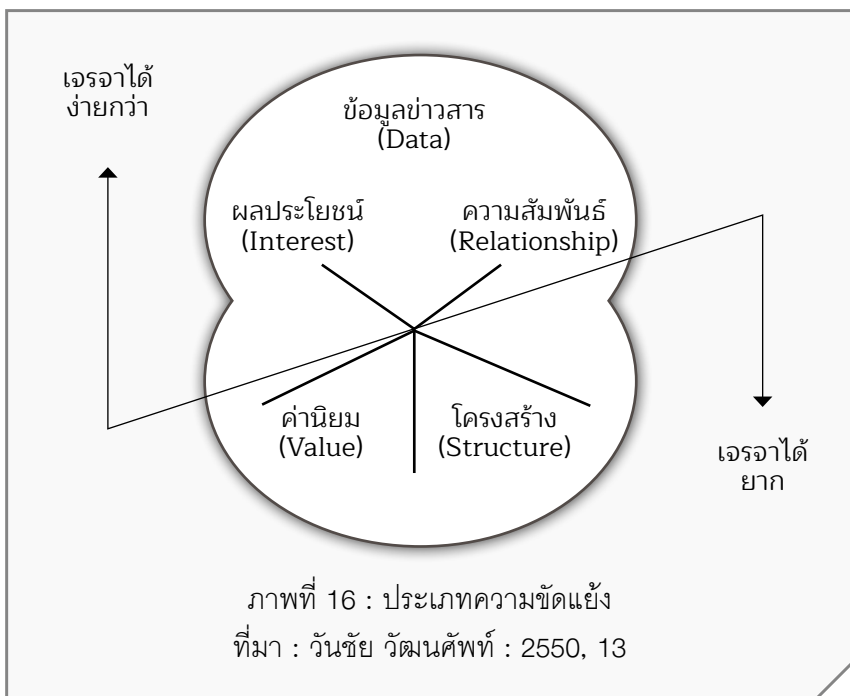 เจรจาได้
ง่ายกว่า
ข้อมูลข่าวสาร
(Data)
ผลประโยชน์
(Interest)
ความสัมพันธ์
(Relationship)
ค่านิยม
(Value)
โครงสร้าง
(Structure)
เจรจาได้
ยาก
ภาพที่ 16 : ประเภทความขัดแย้ง
ที่มา : วันชัย วัฒนศัพท์ : 2550, 13